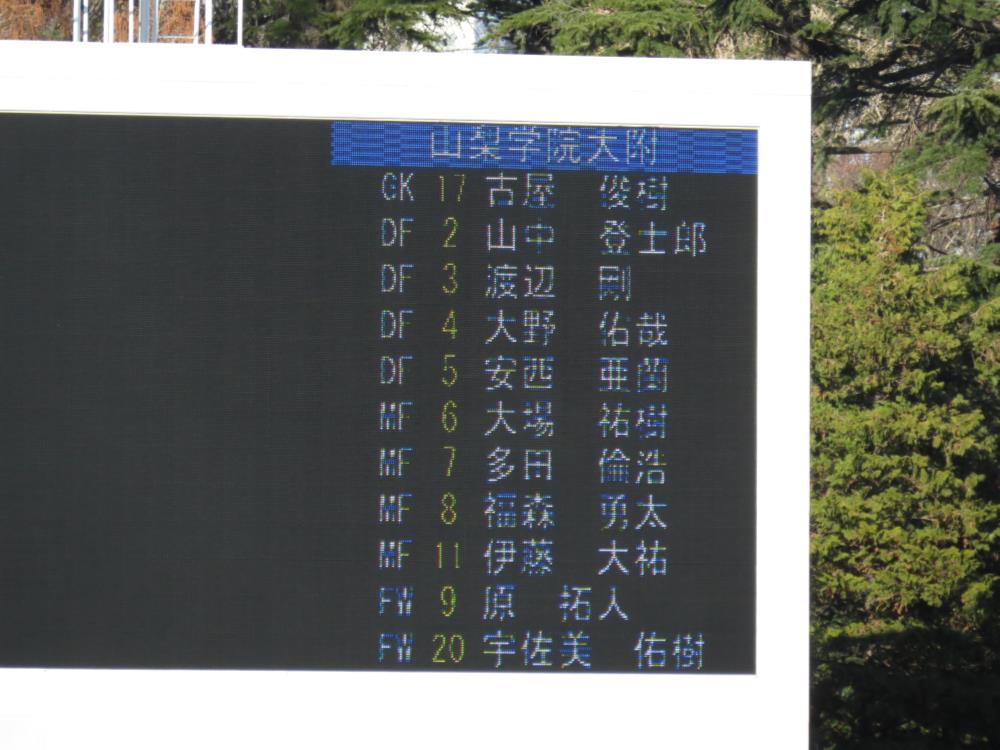 山梨学院大附
GK 17 古屋 俊樹
DF 2 山中 登士郎
DF 3 渡辺 剛
DF 4 大野 佑哉
DF 5 安西 亜蘭
MF 6 大場 祐樹
MF 7 多田 倫浩
MF 8 福森 勇太
MF 11 伊藤 大祐
FW 9 原 拓人
FW 20 宇佐美 佑樹